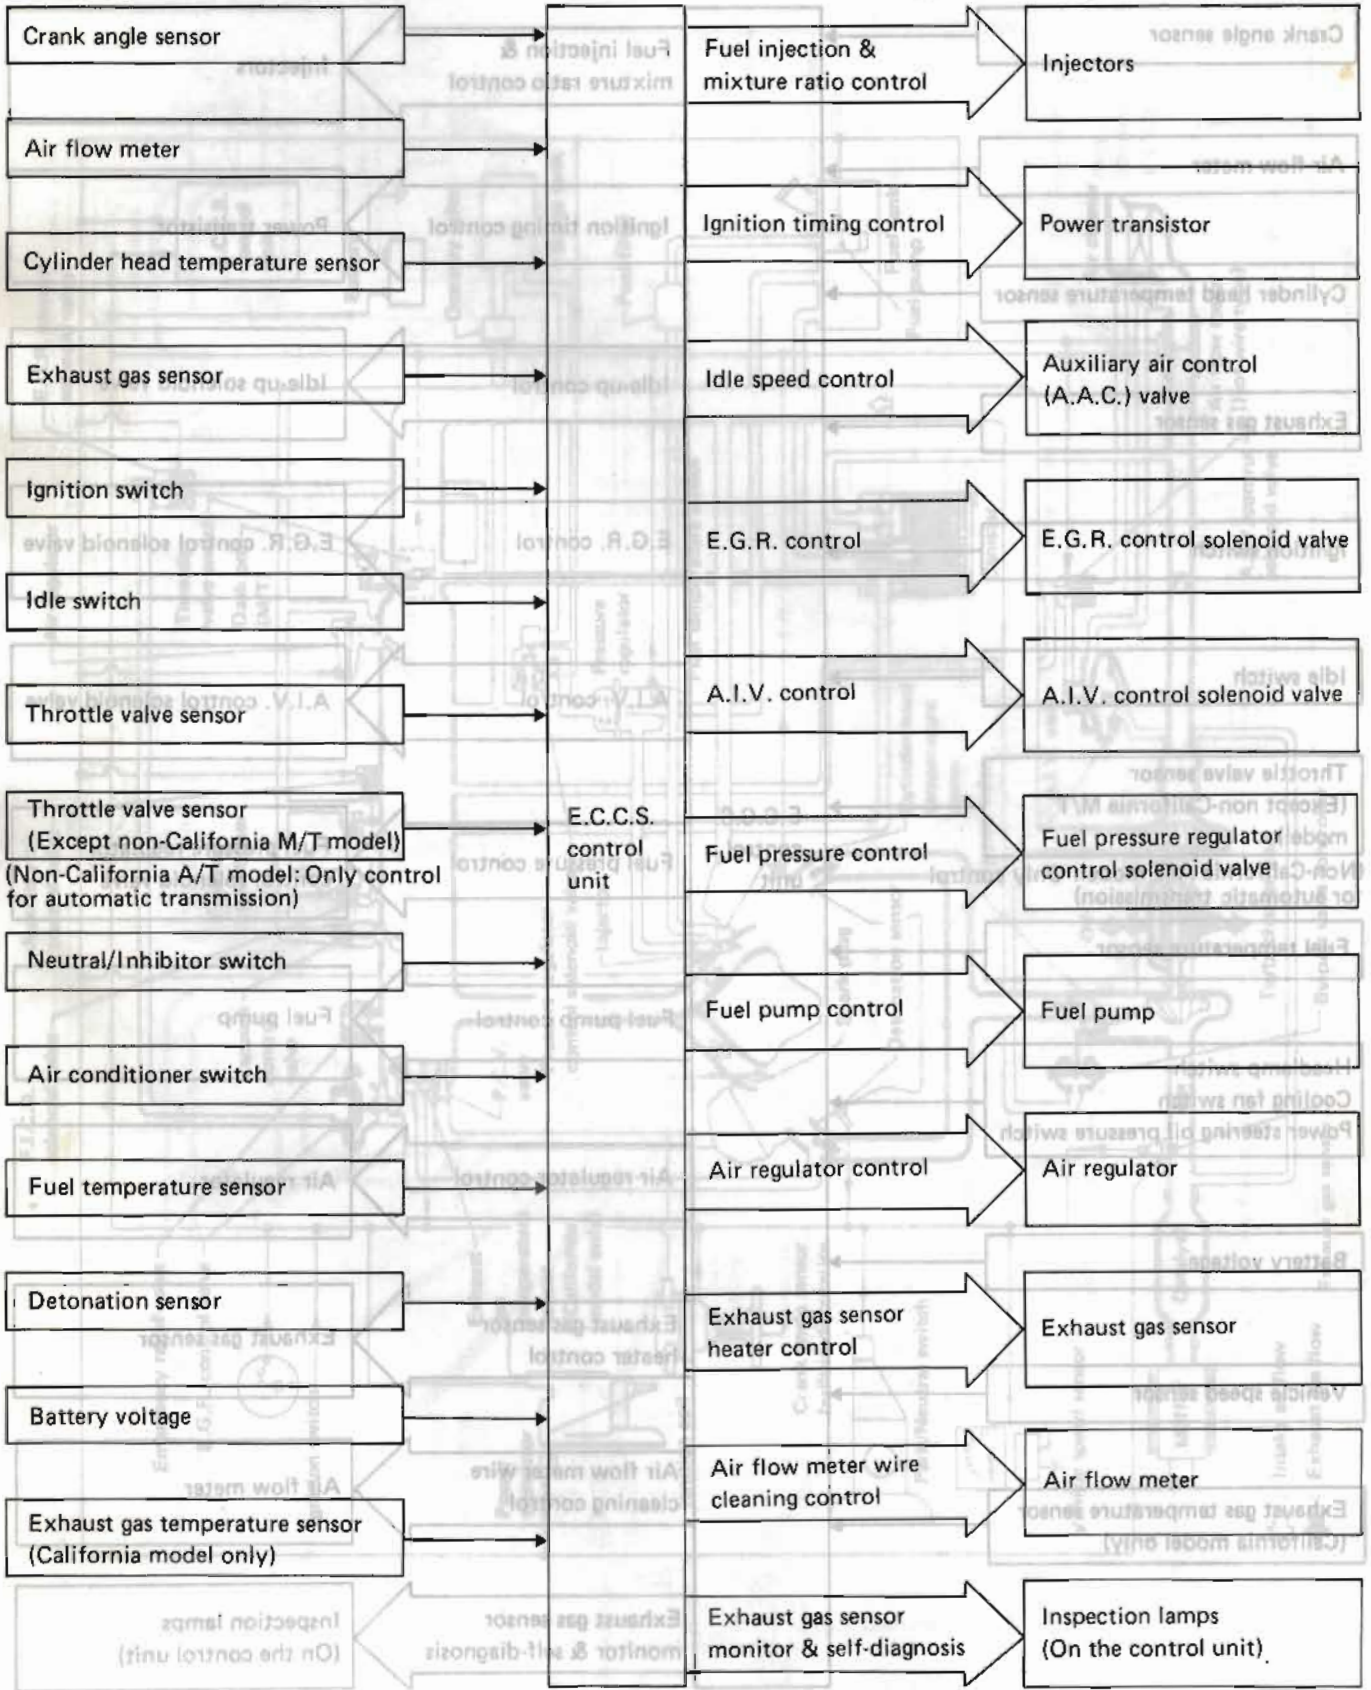 Crank angle sensor
Air flow meter
Cylinder head temperature sensor
Exhaust gas sensor
Ignition switch
Idle switch
Throttle valve sensor
Throttle valve sensor
(Except non-California M/T model)
(Non-California A/T model: Only control
for automatic transmission)
Neutral/Inhibitor switch
Air conditioner switch
Fuel temperature sensor
Detonation sensor
Battery voltage
Exhaust gas temperature sensor
(California model only)
E.C.C.S.
control
unit
Fuel injection &
mixture ratio control
Injectors
Ignition timing control
Power transistor
Idle speed control
Auxiliary air control
(A.A.C.) valve
E.G.R. control
E.G.R. control solenoid valve
A.I.V. control
A.I.V. control solenoid valve
Fuel pressure control
Fuel pressure regulator
control solenoid valve
Fuel pump control
Fuel pump
Air regulator control
Air regulator
Exhaust gas sensor
heater control
Exhaust gas sensor
Air flow meter wire
cleaning control
Air flow meter
Exhaust gas sensor
monitor & self-diagnosis
Inspection lamps
(On the control unit)